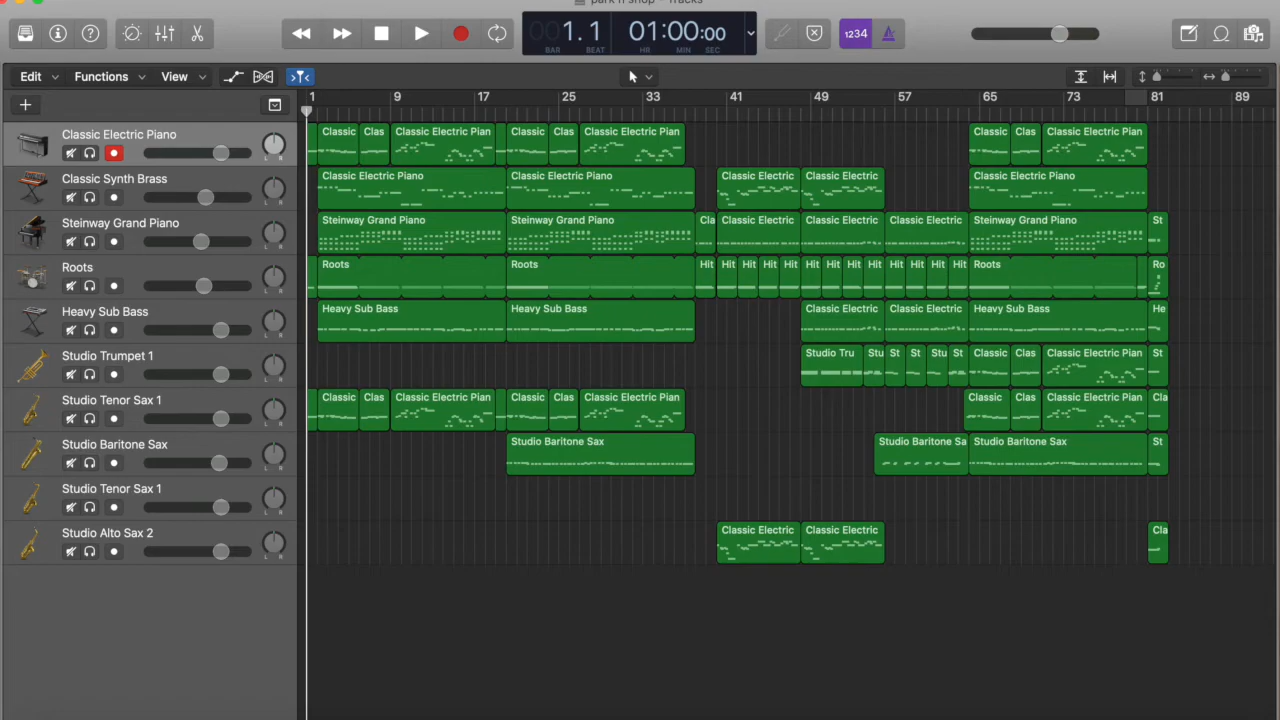 park n shop – Tracks
001.1 01:00:00
BAR BEAT HR MIN SEC
1234
Edit Functions View
1 9 17 25 33 41 49 57 65 73 81 89
Classic Electric Piano
L R
Classic Clas Classic Electric Pian Classic Clas Classic Electric Pian Classic Clas Classic Electric Pian
Classic Synth Brass
L R
Classic Electric Piano Classic Electric Piano Classic Electric Classic Electric Classic Electric Piano
Steinway Grand Piano
L R
Steinway Grand Piano Steinway Grand Piano Cla Classic Electric Classic Electric Classic Electric Steinway Grand Piano St
Roots
L R
Roots Roots Hit Hit Hit Hit Hit Hit Hit Hit Hit Hit Hit Hit Hit Roots Ro
Heavy Sub Bass
L R
Heavy Sub Bass Heavy Sub Bass Classic Electric Classic Electric Heavy Sub Bass He
Studio Trumpet 1
L R
Studio Tru Stu St St Stu St Classic Clas Classic Electric Pian St
Studio Tenor Sax 1
L R
Classic Clas Classic Electric Pian Classic Clas Classic Electric Pian Classic Clas Classic Electric Pian Cla
Studio Baritone Sax
L R
Studio Baritone Sax Studio Baritone Sa Studio Baritone Sax St
Studio Tenor Sax 1
L R
Studio Alto Sax 2
L R
Classic Electric Classic Electric Cla